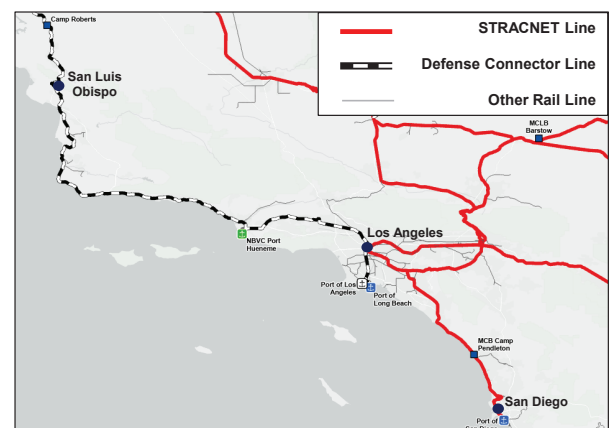 Camp Roberts
San Luis
Obispo
STRACNET Line
Defense Connector Line
Other Rail Line
MCLB
Barstow
NBVC Port
Hueneme
Los Angeles
Port of Los
Angeles
Port of
Long Beach
MCB Camp
Pendleton
San Diego
Port of